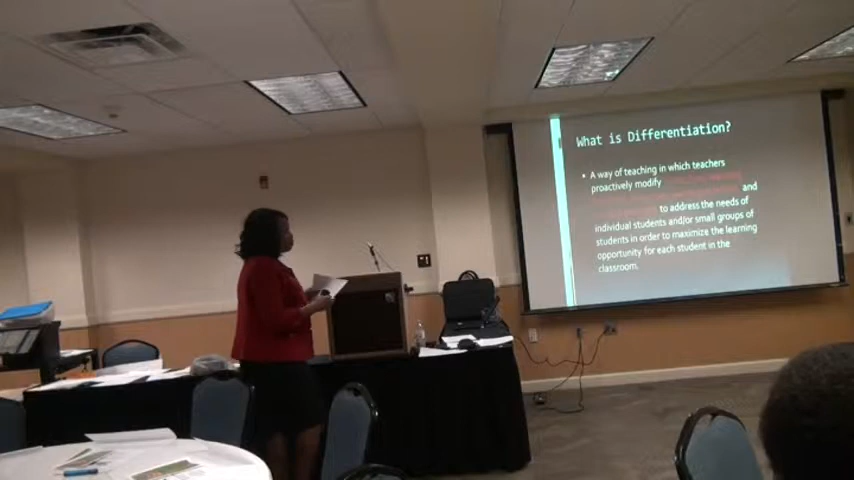 What is Differentiation?
• A way of teaching in which teachers
proactively modify
and
to address the needs of
individual students and/or small groups of
students in order to maximize the learning
opportunity for each student in the
classroom.